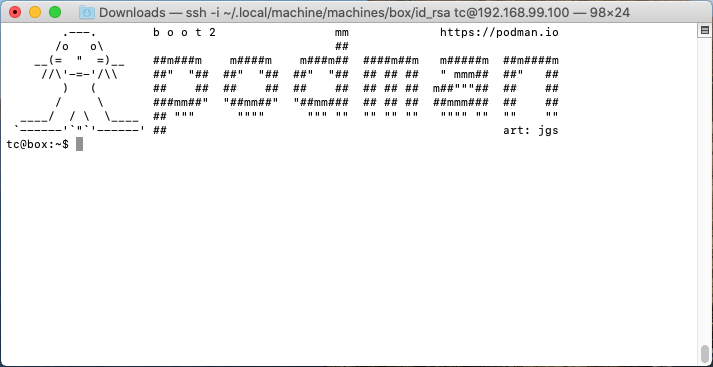 Downloads — ssh -i ~/.local/machine/machines/box/id_rsa tc@192.168.99.100 — 98×24
        .---.        b o o t 2                 mm             https://podman.io
       /o   o\                                 ##
    __(=  "  =)__    ##m###m    m####m    m###m##  ####m##m   m#####m  ##m####m
     //\'-=-'/\\     ##"  "##  ##"  "##  ##"  "##  ## ## ##   " mmm##  ##"   ##
        )   (        ##    ##  ##    ##  ##    ##  ## ## ##  m##"""##  ##    ##
       /     \       ###mm##"  "##mm##"  "##mm###  ## ## ##  ##mmm###  ##    ##
  ____/  / \  \____  ## """      """"      """ ""  "" "" ""   """" ""  ""    ""
 `------'`"`'------' ##                                                art: jgs
tc@box:~$